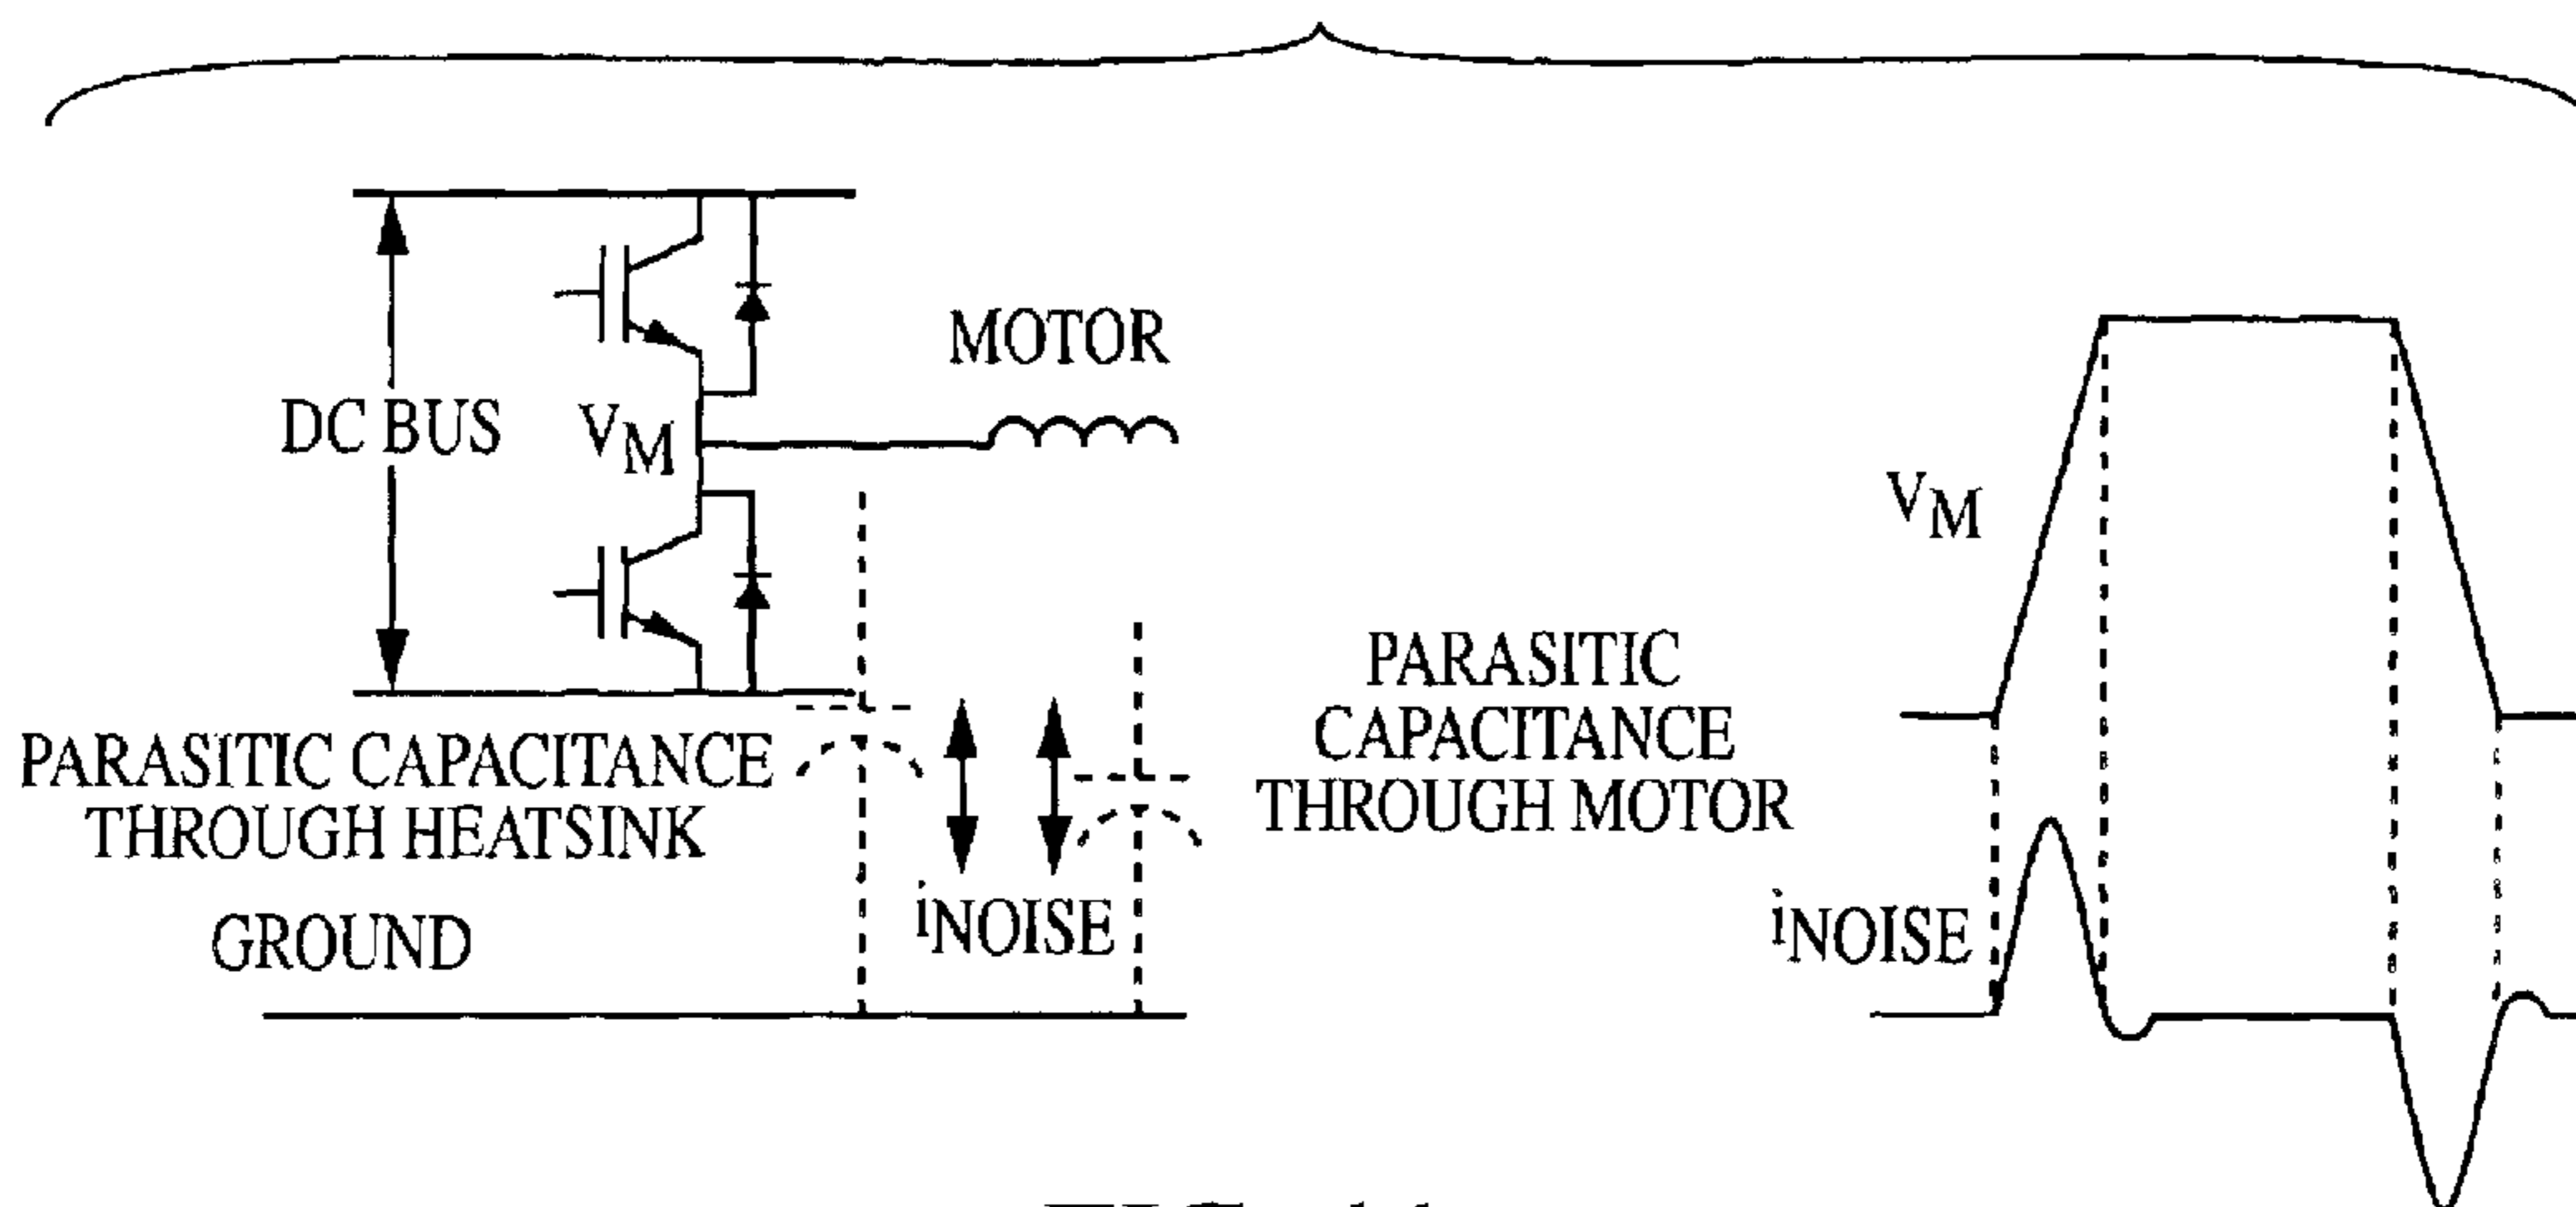 MOTOR
DC BUS
VM
PARASITIC CAPACITANCE
THROUGH HEATSINK
GROUND
iNOISE
PARASITIC
CAPACITANCE
THROUGH MOTOR
VM
iNOISE